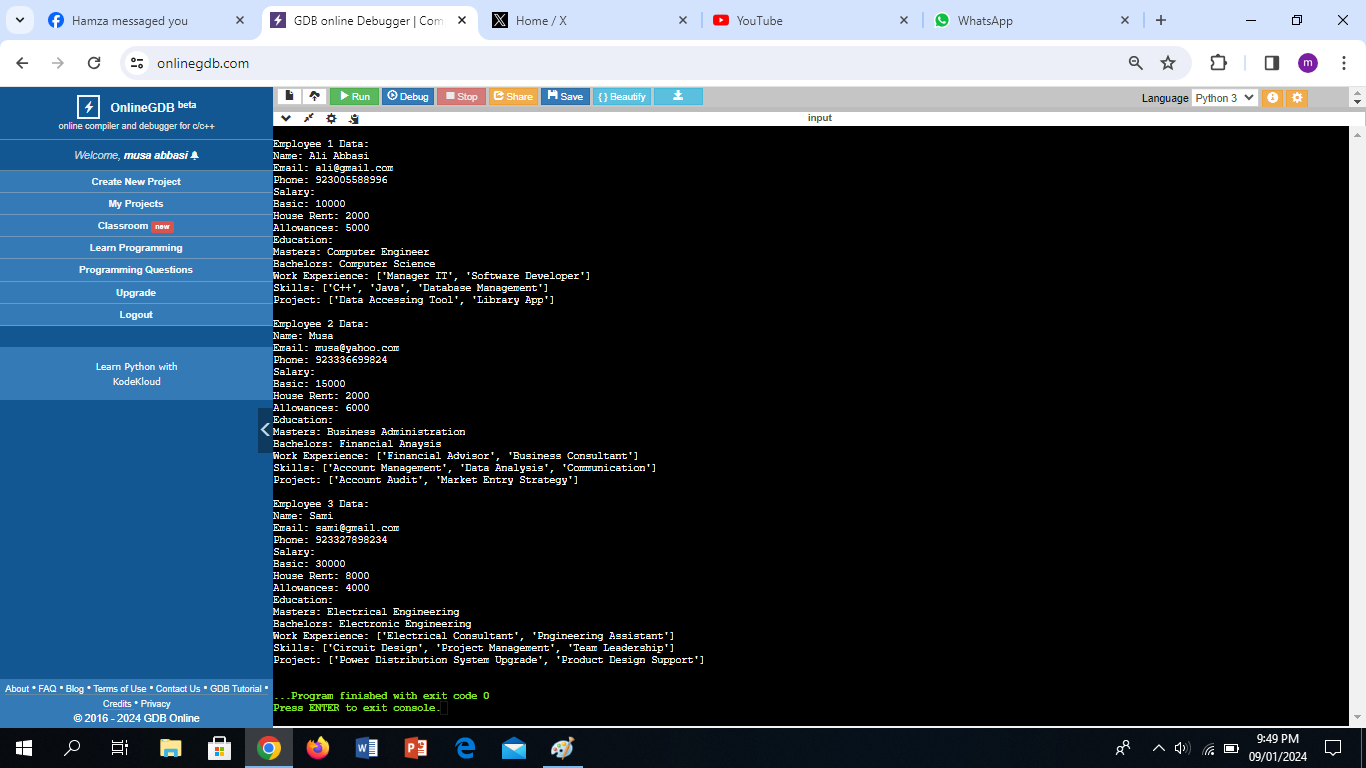 Hamza messaged you
GDB online Debugger | Com
Home / X
YouTube
WhatsApp
onlinegdb.com
m
OnlineGDB beta
online compiler and debugger for c/c++
Welcome, musa abbasi
Create New Project
My Projects
Classroom new
Learn Programming
Programming Questions
Upgrade
Logout
Learn Python with
KodeKloud
About • FAQ • Blog • Terms of Use • Contact Us • GDB Tutorial •
Credits • Privacy
© 2016 - 2024 GDB Online
Run
Debug
Stop
Share
Save
{ } Beautify
Language Python 3
input
Employee 1 Data:
Name: Ali Abbasi
Email: ali@gmail.com
Phone: 923005588996
Salary:
Basic: 10000
House Rent: 2000
Allowances: 5000
Education:
Masters: Computer Engineer
Bachelors: Computer Science
Work Experience: ['Manager IT', 'Software Developer']
Skills: ['C++', 'Java', 'Database Management']
Project: ['Data Accessing Tool', 'Library App']
Employee 2 Data:
Name: Musa
Email: musa@yahoo.com
Phone: 923336699824
Salary:
Basic: 15000
House Rent: 2000
Allowances: 6000
Education:
Masters: Business Administration
Bachelors: Financial Anaysis
Work Experience: ['Financial Advisor', 'Business Consultant']
Skills: ['Account Management', 'Data Analysis', 'Communication']
Project: ['Account Audit', 'Market Entry Strategy']
Employee 3 Data:
Name: Sami
Email: sami@gmail.com
Phone: 923327898234
Salary:
Basic: 30000
House Rent: 8000
Allowances: 4000
Education:
Masters: Electrical Engineering
Bachelors: Electronic Engineering
Work Experience: ['Electrical Consultant', 'Pngineering Assistant']
Skills: ['Circuit Design', 'Project Management', 'Team Leadership']
Project: ['Power Distribution System Upgrade', 'Product Design Support']
...Program finished with exit code 0
Press ENTER to exit console.
9:49 PM
09/01/2024